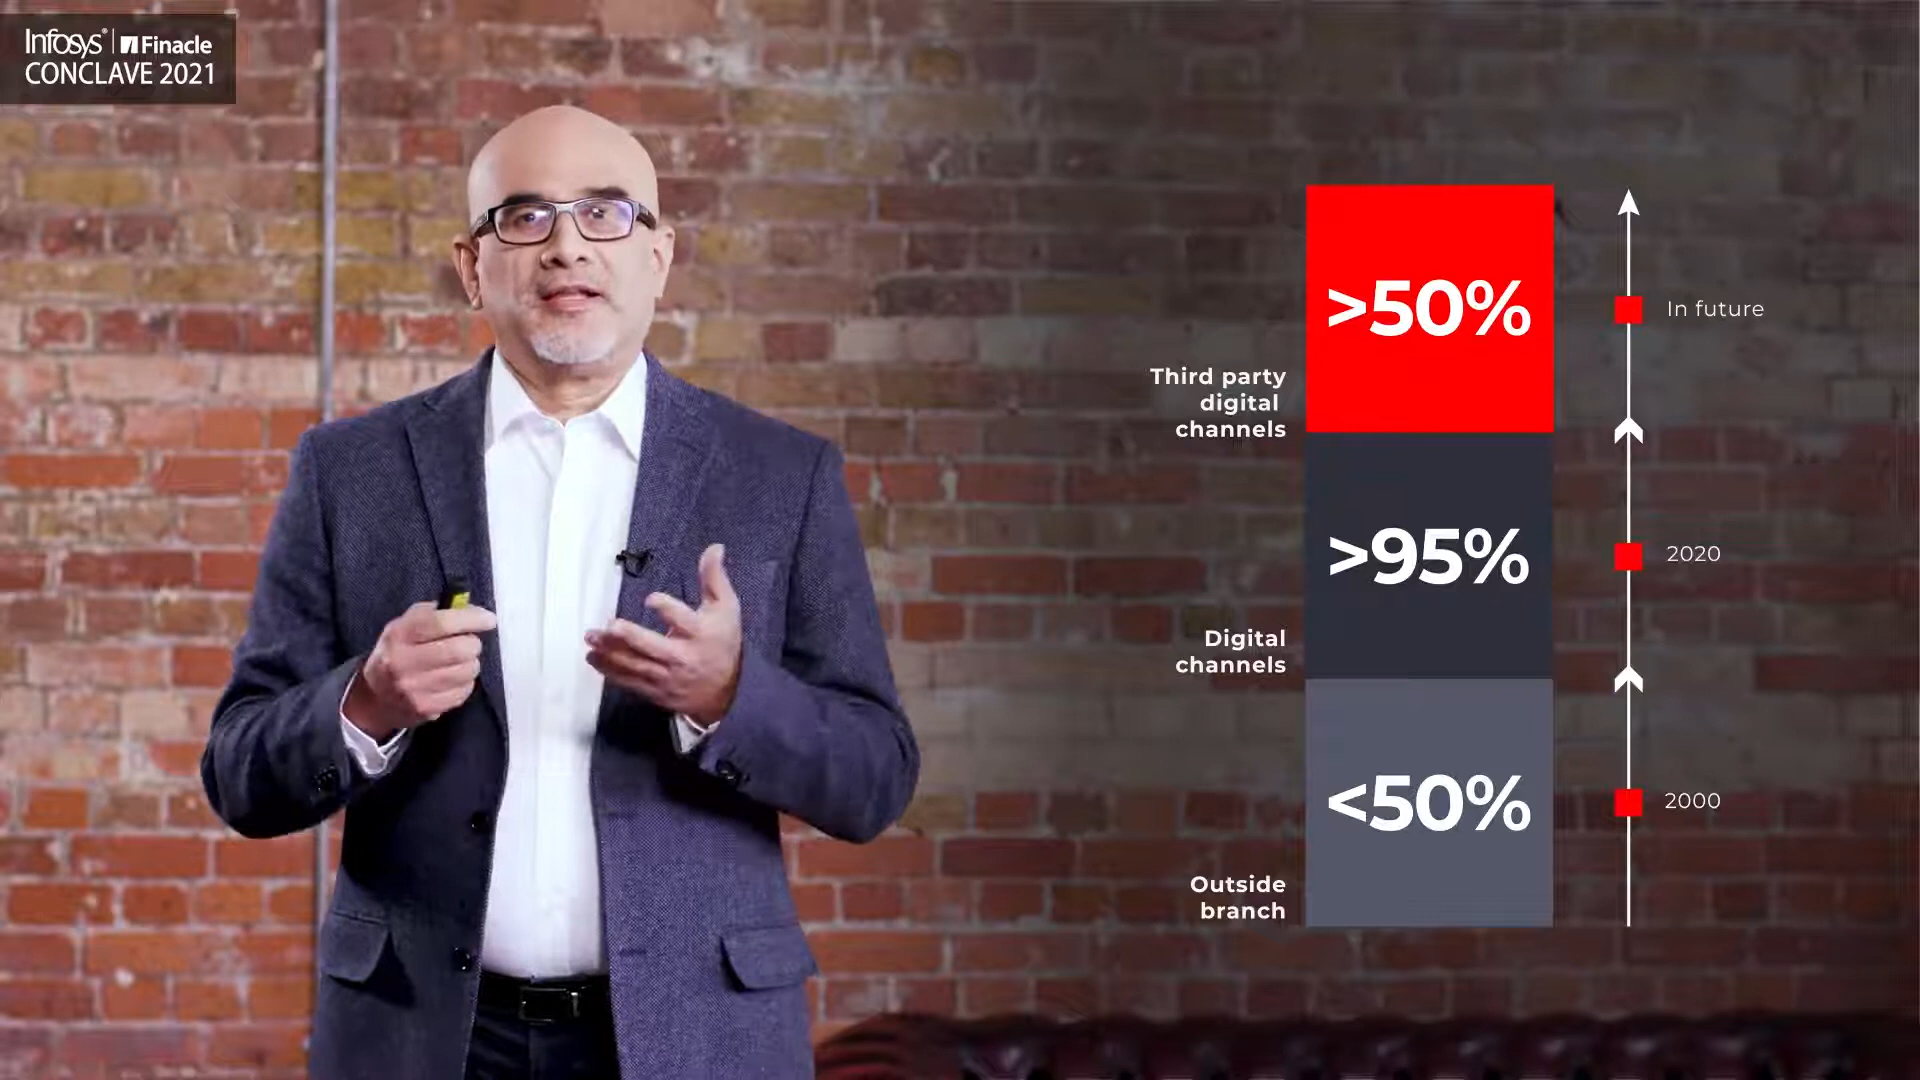 Infosys® | Finacle
CONCLAVE 2021
>50%
In future
Third party
digital
channels
>95%
2020
Digital
channels
<50%
2000
Outside
branch